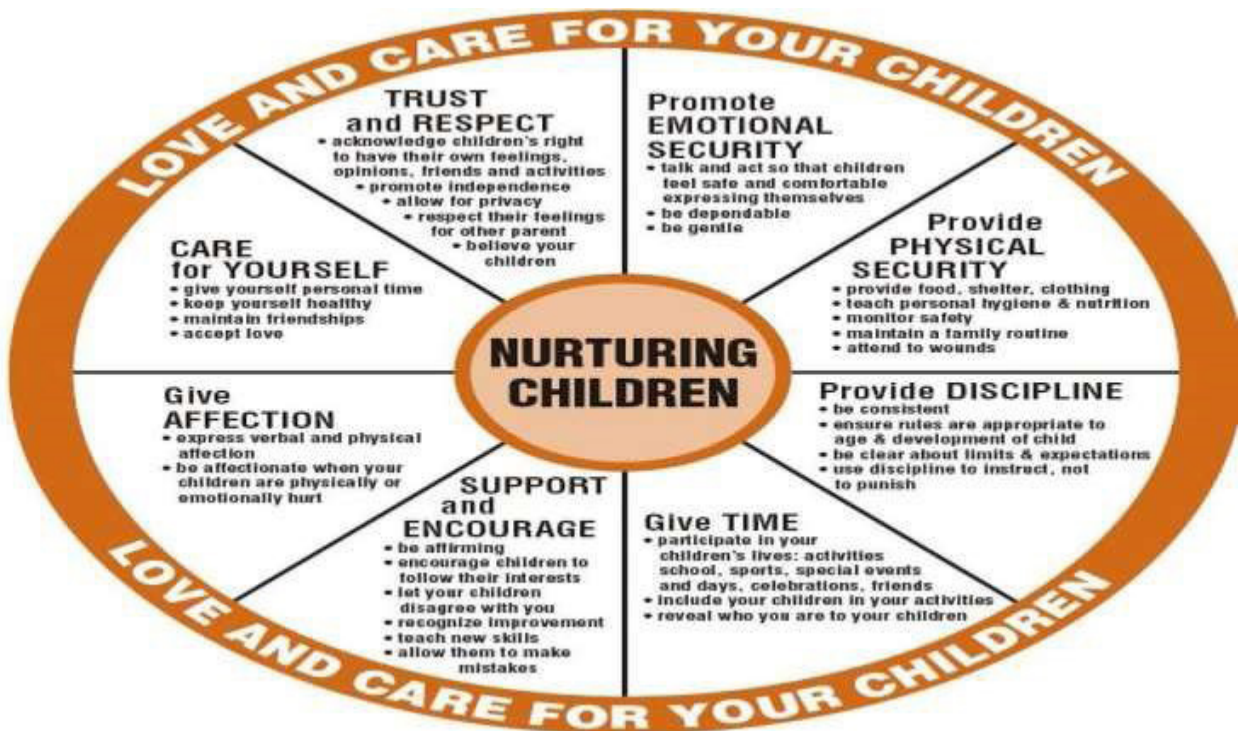 LOVE AND CARE FOR YOUR CHILDREN
TRUST
and RESPECT
• acknowledge children's right
to have their own feelings,
opinions, friends and activities
• promote independence
• allow for privacy
• respect their feelings
for other parent
• believe your
children
Promote
EMOTIONAL
SECURITY
• talk and act so that children
feel safe and comfortable
expressing themselves
• be dependable
• be gentle
Provide
PHYSICAL
SECURITY
• provide food, shelter, clothing
• teach personal hygiene & nutrition
• monitor safety
• maintain a family routine
• attend to wounds
Provide DISCIPLINE
• be consistent
• ensure rules are appropriate to
age & development of child
• be clear about limits & expectations
• use discipline to instruct, not
to punish
Give TIME
• participate in your
children's lives: activities
school, sports, special events
and days, celebrations, friends
• include your children in your activities
• reveal who you are to your children
SUPPORT
and
ENCOURAGE
• be affirming
• encourage children to
follow their interests
• let your children
disagree with you
• recognize improvement
• teach new skills
• allow them to make
mistakes
Give
AFFECTION
• express verbal and physical
affection
• be affectionate when your
children are physically or
emotionally hurt
CARE
for YOURSELF
• give yourself personal time
• keep yourself healthy
• maintain friendships
• accept love
NURTURING
CHILDREN
LOVE AND CARE FOR YOUR CHILDREN